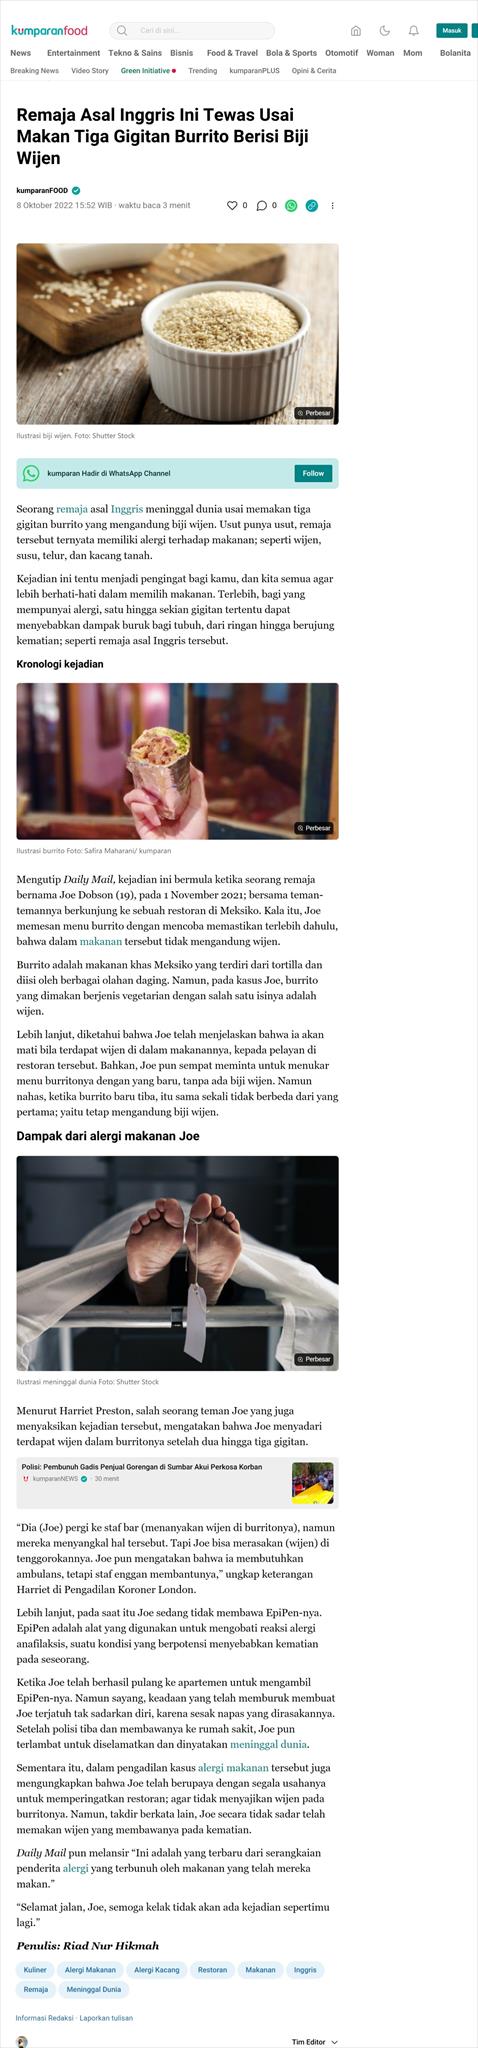 kumparanfood
Cari di sini...
Masuk
News Entertainment Tekno & Sains Bisnis Food & Travel Bola & Sports Otomotif Woman Mom Bolanita
Breaking News Video Story Green Initiative Trending kumparanPLUS Opini & Cerita
Remaja Asal Inggris Ini Tewas Usai
Makan Tiga Gigitan Burrito Berisi Biji
Wijen
kumparanFOOD
8 Oktober 2022 15:52 WIB · waktu baca 3 menit
0 0
Perbesar
Ilustrasi biji wijen. Foto: Shutter Stock
kumparan Hadir di WhatsApp Channel
Follow
Seorang remaja asal Inggris meninggal dunia usai memakan tiga
gigitan burrito yang mengandung biji wijen. Usut punya usut, remaja
tersebut ternyata memiliki alergi terhadap makanan; seperti wijen,
susu, telur, dan kacang tanah.
Kejadian ini tentu menjadi pengingat bagi kamu, dan kita semua agar
lebih berhati-hati dalam memilih makanan. Terlebih, bagi yang
mempunyai alergi, satu hingga sekian gigitan tertentu dapat
menyebabkan dampak buruk bagi tubuh, dari ringan hingga berujung
kematian; seperti remaja asal Inggris tersebut.
Kronologi kejadian
Perbesar
Ilustrasi burrito Foto: Safira Maharani/ kumparan
Mengutip Daily Mail, kejadian ini bermula ketika seorang remaja
bernama Joe Dobson (19), pada 1 November 2021; bersama teman-
temannya berkunjung ke sebuah restoran di Meksiko. Kala itu, Joe
memesan menu burrito dengan mencoba memastikan terlebih dahulu,
bahwa dalam makanan tersebut tidak mengandung wijen.
Burrito adalah makanan khas Meksiko yang terdiri dari tortilla dan
diisi oleh berbagai olahan daging. Namun, pada kasus Joe, burrito
yang dimakan berjenis vegetarian dengan salah satu isinya adalah
wijen.
Lebih lanjut, diketahui bahwa Joe telah menjelaskan bahwa ia akan
mati bila terdapat wijen di dalam makanannya, kepada pelayan di
restoran tersebut. Bahkan, Joe pun sempat meminta untuk menukar
menu burritonya dengan yang baru, tanpa ada biji wijen. Namun
nahas, ketika burrito baru tiba, itu sama sekali tidak berbeda dari yang
pertama; yaitu tetap mengandung biji wijen.
Dampak dari alergi makanan Joe
Perbesar
Ilustrasi meninggal dunia Foto: Shutter Stock
Menurut Harriet Preston, salah seorang teman Joe yang juga
menyaksikan kejadian tersebut, mengatakan bahwa Joe menyadari
terdapat wijen dalam burritonya setelah dua hingga tiga gigitan.
Polisi: Pembunuh Gadis Penjual Gorengan di Sumbar Akui Perkosa Korban
kumparanNEWS · 30 menit
“Dia (Joe) pergi ke staf bar (menanyakan wijen di burritonya), namun
mereka menyangkal hal tersebut. Tapi Joe bisa merasakan (wijen) di
tenggorokannya. Joe pun mengatakan bahwa ia membutuhkan
ambulans, tetapi staf enggan membantunya,” ungkap keterangan
Harriet di Pengadilan Koroner London.
Lebih lanjut, pada saat itu Joe sedang tidak membawa EpiPen-nya.
EpiPen adalah alat yang digunakan untuk mengobati reaksi alergi
anafilaksis, suatu kondisi yang berpotensi menyebabkan kematian
pada seseorang.
Ketika Joe telah berhasil pulang ke apartemen untuk mengambil
EpiPen-nya. Namun sayang, keadaan yang telah memburuk membuat
Joe terjatuh tak sadarkan diri, karena sesak napas yang dirasakannya.
Setelah polisi tiba dan membawanya ke rumah sakit, Joe pun
terlambat untuk diselamatkan dan dinyatakan meninggal dunia.
Sementara itu, dalam pengadilan kasus alergi makanan tersebut juga
mengungkapkan bahwa Joe telah berupaya dengan segala usahanya
untuk memperingatkan restoran; agar tidak menyajikan wijen pada
burritonya. Namun, takdir berkata lain, Joe secara tidak sadar telah
memakan wijen yang membawanya pada kematian.
Daily Mail pun melansir “Ini adalah yang terbaru dari serangkaian
penderita alergi yang terbunuh oleh makanan yang telah mereka
makan.”
“Selamat jalan, Joe, semoga kelak tidak akan ada kejadian sepertimu
lagi.”
Penulis: Riad Nur Hikmah
Kuliner Alergi Makanan Alergi Kacang Restoran Makanan Inggris
Remaja Meninggal Dunia
Informasi Redaksi · Laporkan tulisan
Tim Editor